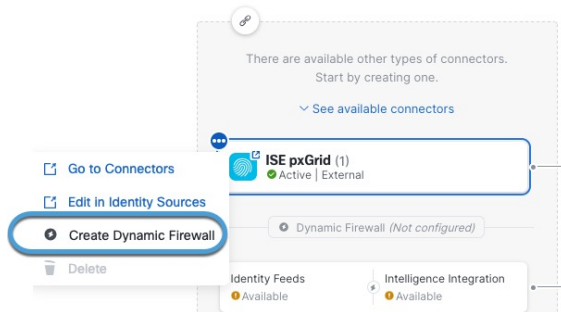 There are available other types of connectors.
Start by creating one.
See available connectors
ISE pxGrid (1)
Active | External
Go to Connectors
Edit in Identity Sources
Create Dynamic Firewall
Delete
Dynamic Firewall (Not configured)
Identity Feeds
Available
Intelligence Integration
Available